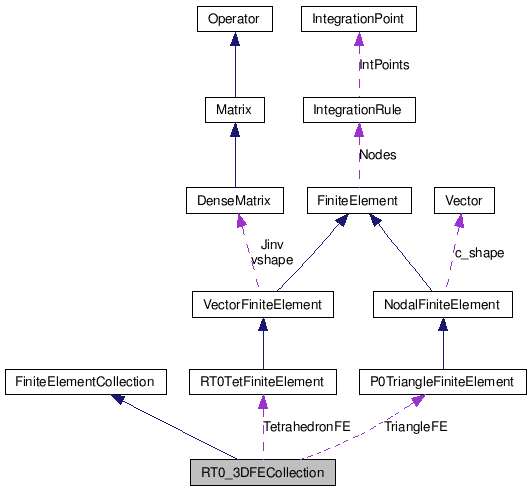 Operator
IntegrationPoint
IntPoints
Matrix
IntegrationRule
Nodes
DenseMatrix
FiniteElement
Vector
Jinv
vshape
c_shape
VectorFiniteElement
NodalFiniteElement
FiniteElementCollection
RT0TetFiniteElement
P0TriangleFiniteElement
TetrahedronFE
TriangleFE
RT0_3DFECollection